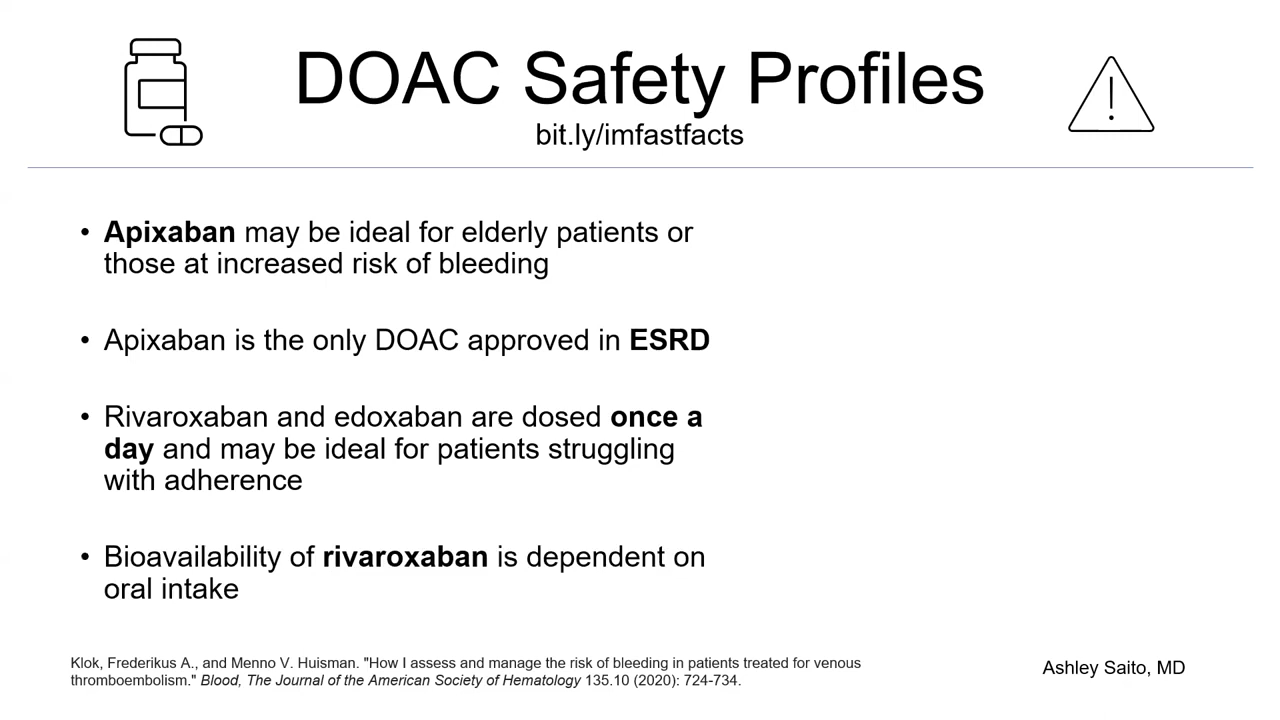 DOAC Safety Profiles
bit.ly/imfastfacts
• Apixaban may be ideal for elderly patients or
those at increased risk of bleeding
• Apixaban is the only DOAC approved in ESRD
• Rivaroxaban and edoxaban are dosed once a
day and may be ideal for patients struggling
with adherence
• Bioavailability of rivaroxaban is dependent on
oral intake
Klok, Frederikus A., and Menno V. Huisman. "How I assess and manage the risk of bleeding in patients treated for venous
thromboembolism." Blood, The Journal of the American Society of Hematology 135.10 (2020): 724-734.
Ashley Saito, MD